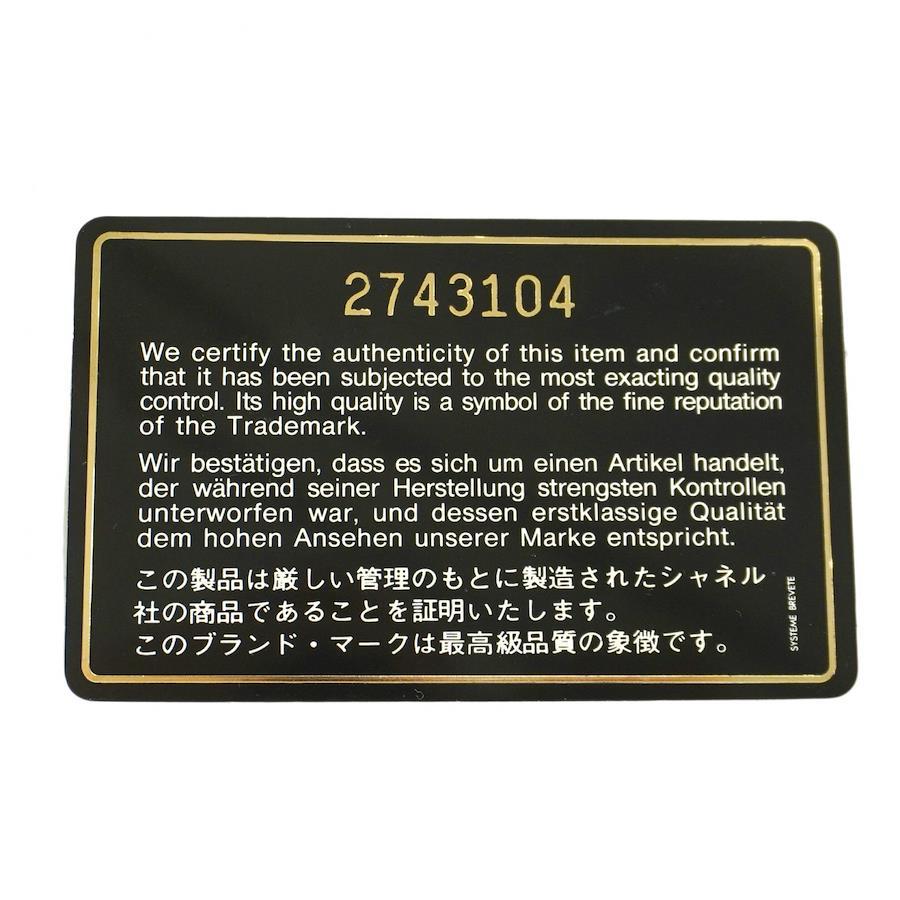 2743104
We certify the authenticity of this item and confirm
that it has been subjected to the most exacting quality
control. Its high quality is a symbol of the fine reputation
of the Trademark.
Wir bestätigen, dass es sich um einen Artikel handelt,
der während seiner Herstellung strengsten Kontrollen
unterworfen war, und dessen erstklassige Qualität
dem hohen Ansehen unserer Marke entspricht.
この製品は厳しい管理のもとに製造されたシャネル
社の商品であることを証明いたします。
このブランド・マークは最高級品質の象徴です。
SYSTEME BREVETE